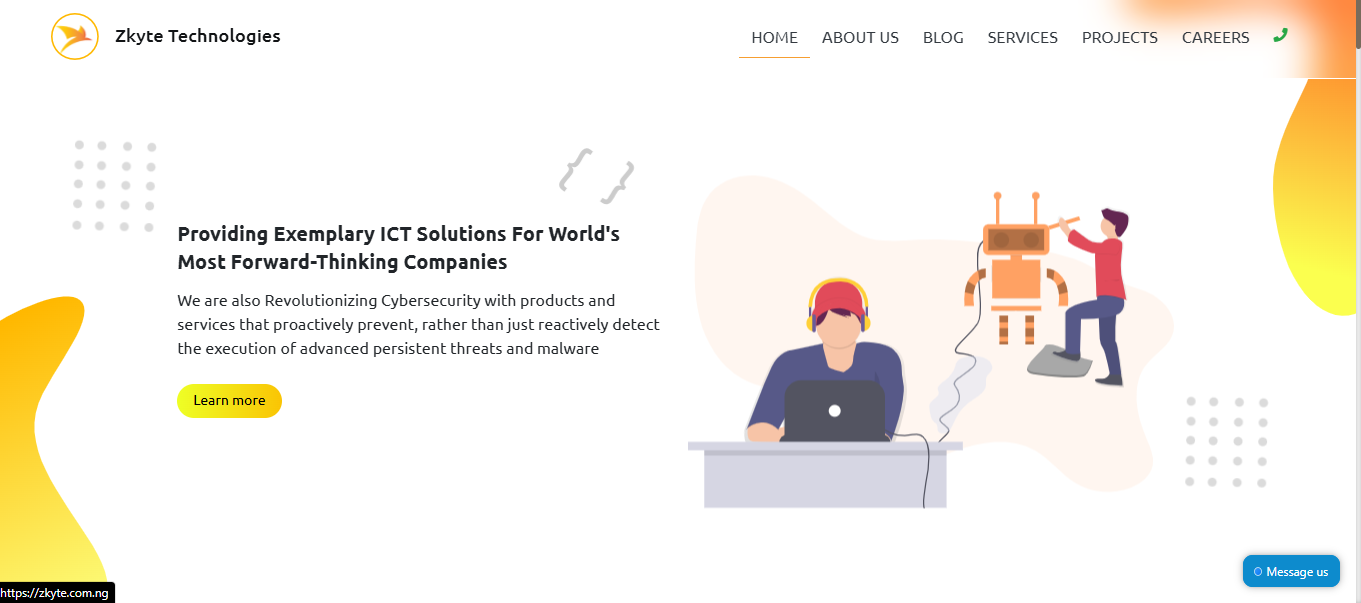 Zkyte Technologies
HOME ABOUT US BLOG SERVICES PROJECTS CAREERS
{ }
Providing Exemplary ICT Solutions For World's
Most Forward-Thinking Companies
We are also Revolutionizing Cybersecurity with products and
services that proactively prevent, rather than just reactively detect
the execution of advanced persistent threats and malware
Learn more
Message us
https://zkyte.com.ng